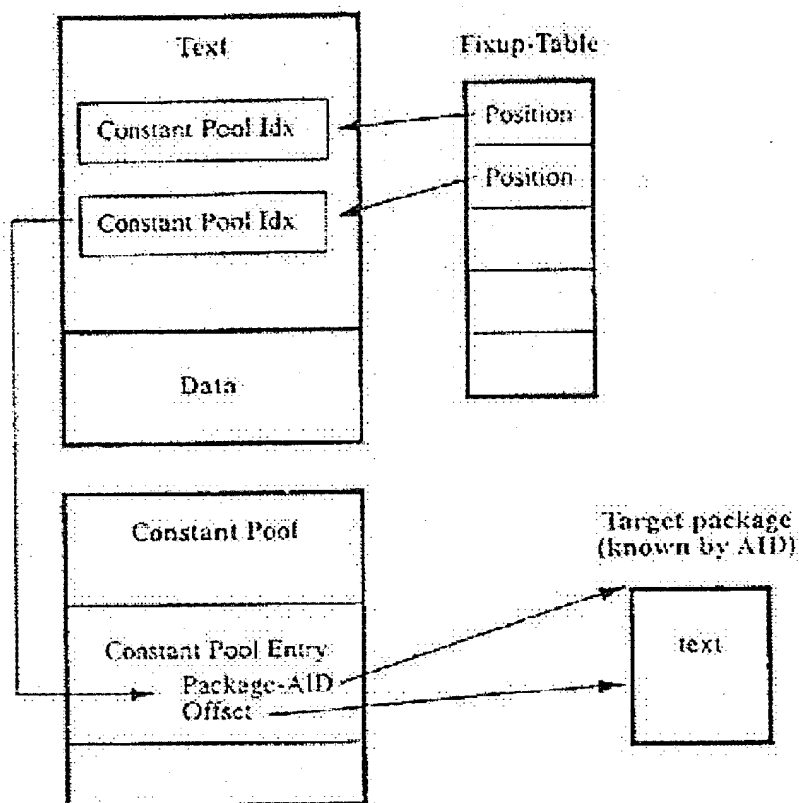 Text
Fixup-Table
Constant Pool Idx
Position
Constant Pool Idx
Position
Data
Constant Pool
Target package
(known by AID)
Constant Pool Entry
Package-AID
Offset
text